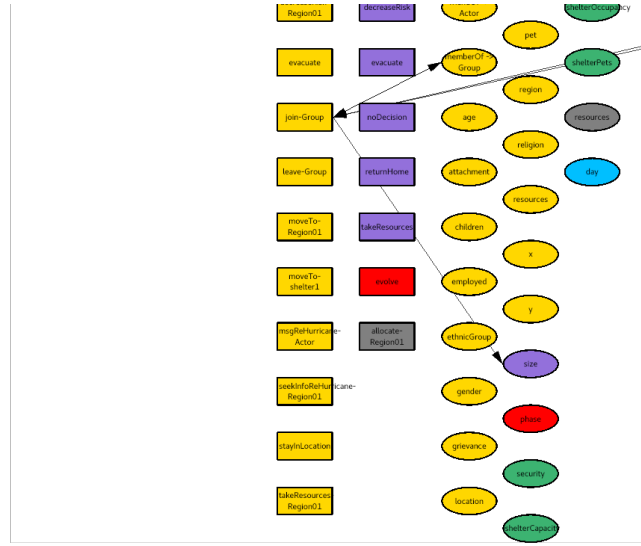 Region01
decreaseRisk
Actor
shelterOccupancy
pet
evacuate
evacuate
memberOf ->
Group
shelterPets
region
join-Group
noDecision
age
resources
religion
leave-Group
returnHome
attachment
day
resources
moveTo-
Region01
takeResources
children
x
moveTo-
shelter1
evolve
employed
y
msgReHurricane-
Actor
allocate-
Region01
ethnicGroup
size
seekInfoReHurricane-
Region01
gender
phase
stayInLocation
grievance
security
takeResources
Region01
location
shelterCapacity